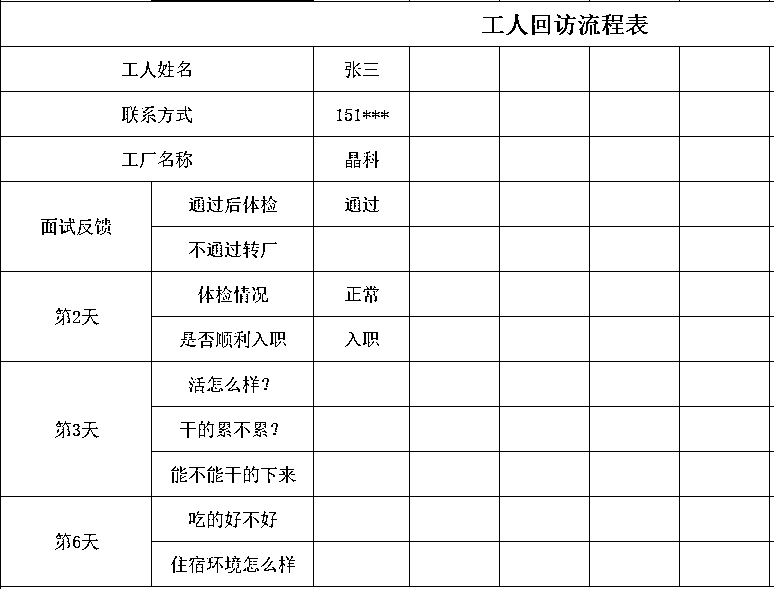 工人回访流程表
工人姓名 张三
联系方式 151***
工厂名称 晶科
面试反馈 通过后体检 通过
不通过转厂
第2天 体检情况 正常
是否顺利入职 入职
第3天 活怎么样？
干的累不累？
能不能干的下来
第6天 吃的好不好
住宿环境怎么样